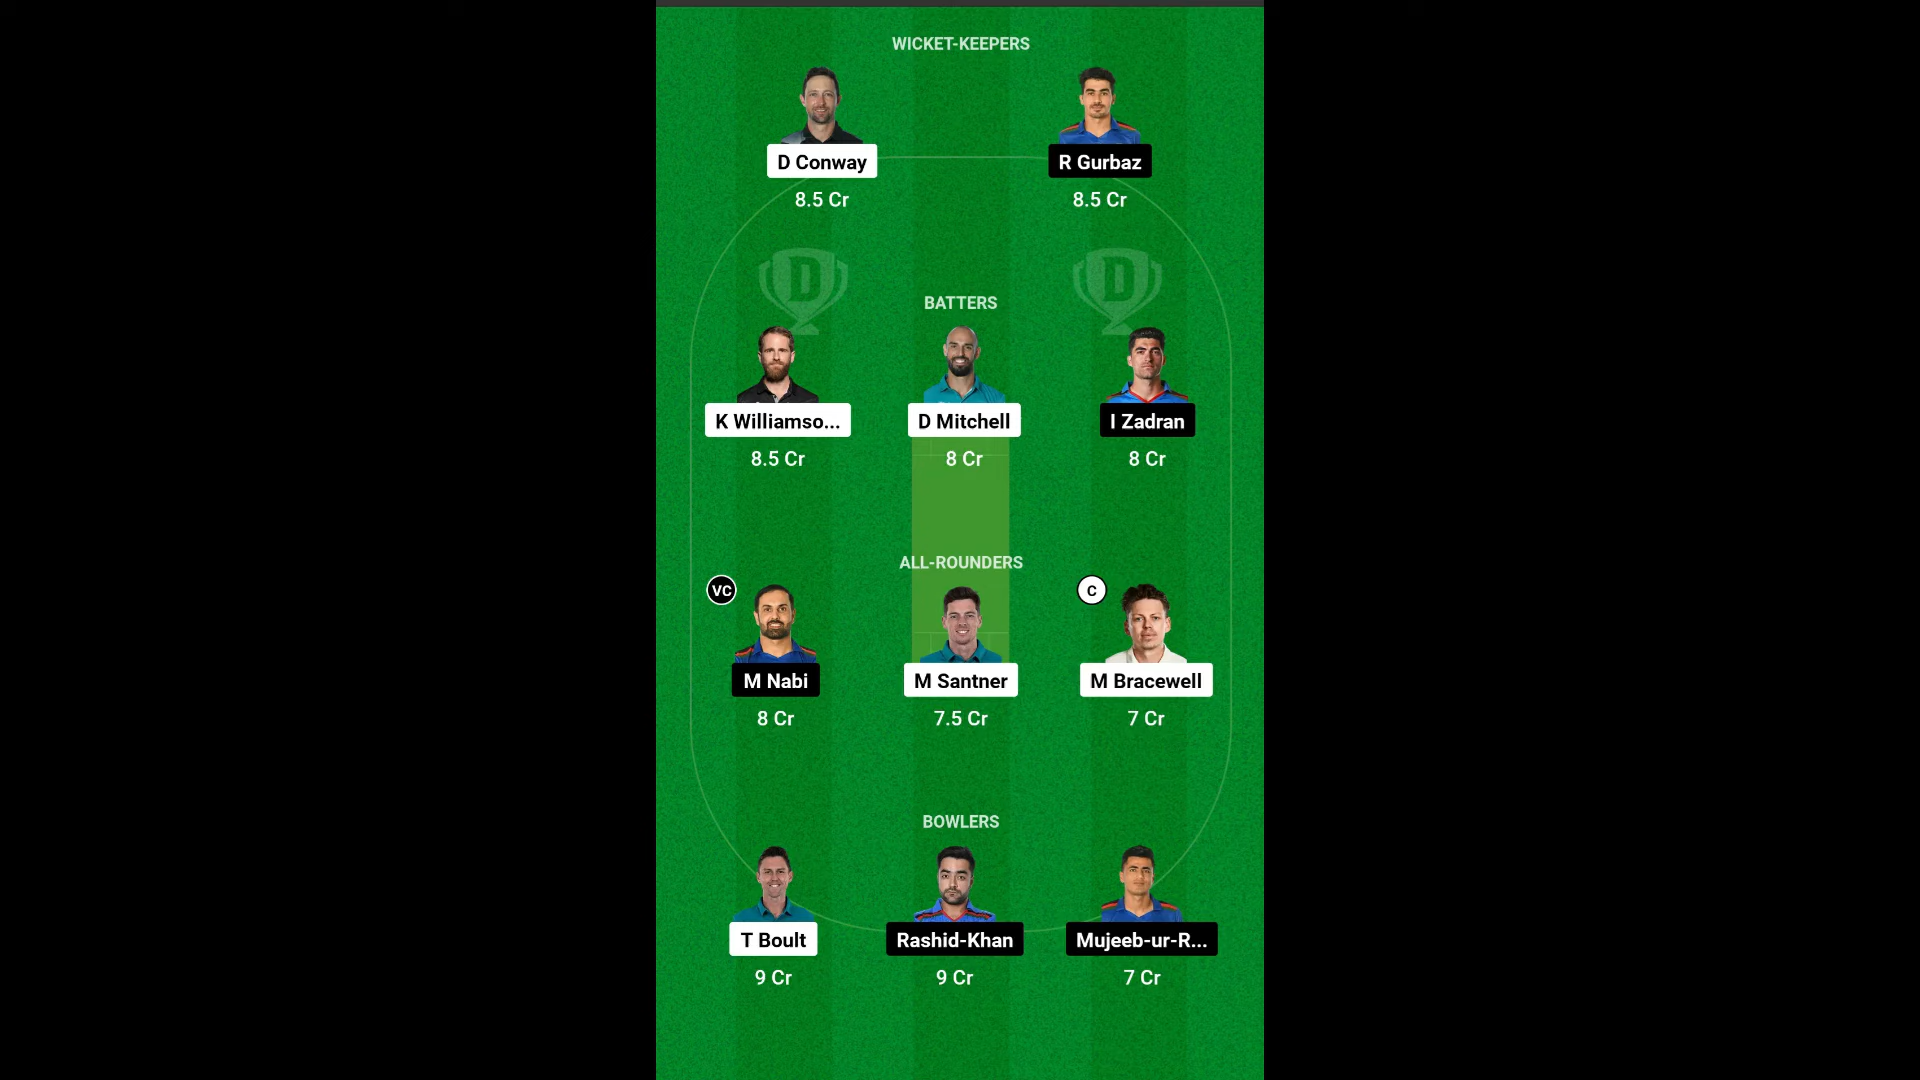 WICKET-KEEPERS
D Conway
R Gurbaz
8.5 Cr
8.5 Cr
D
D
BATTERS
K Williamso...
D Mitchell
I Zadran
8.5 Cr
8 Cr
8 Cr
ALL-ROUNDERS
VC
C
M Nabi
M Santner
M Bracewell
8 Cr
7.5 Cr
7 Cr
BOWLERS
T Boult
Rashid-Khan
Mujeeb-ur-R...
9 Cr
9 Cr
7 Cr